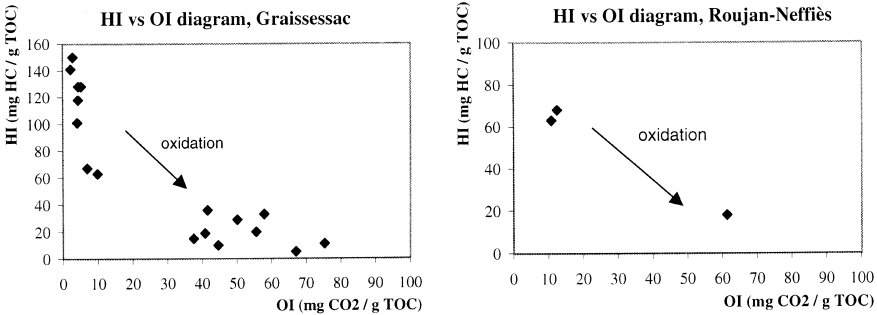 HI vs OI diagram, Graissessac
HI (mg HC / g TOC)
160
140
120
100
80
60
40
20
0
oxidation
0 10 20 30 40 50 60 70 80 90 100
OI (mg CO2 / g TOC)
HI vs OI diagram, Roujan-Neffiès
HI (mg HC / g TOC)
100
80
60
40
20
0
oxidation
0 10 20 30 40 50 60 70 80 90 100
OI (mg CO2 / g TOC)